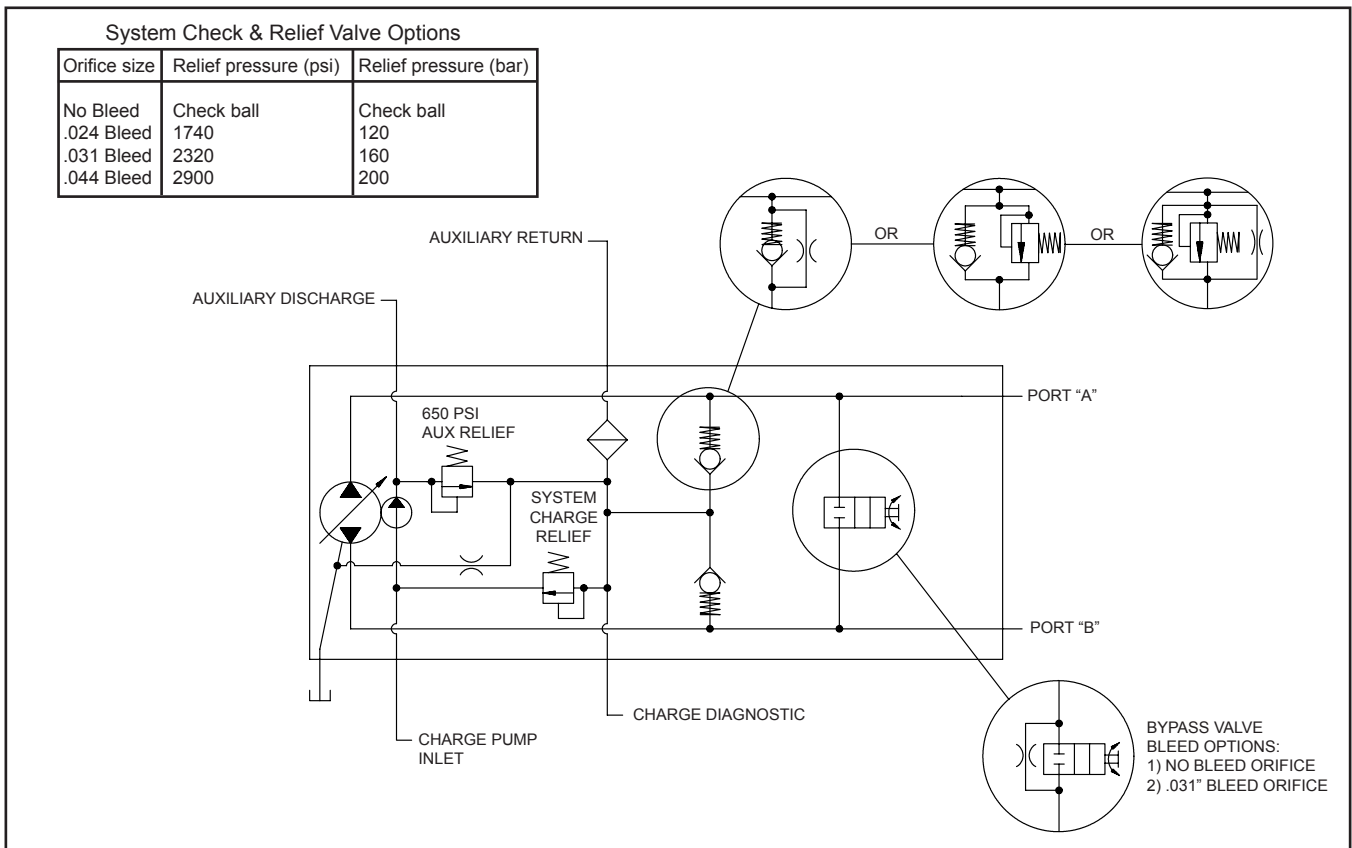 System Check & Relief Valve Options
Orifice size Relief pressure (psi) Relief pressure (bar)
No Bleed Check ball Check ball
.024 Bleed 1740 120
.031 Bleed 2320 160
.044 Bleed 2900 200
OR
OR
AUXILIARY RETURN
AUXILIARY DISCHARGE
PORT “A”
650 PSI
AUX RELIEF
SYSTEM
CHARGE
RELIEF
PORT “B”
CHARGE DIAGNOSTIC
CHARGE PUMP
INLET
BYPASS VALVE
BLEED OPTIONS:
1) NO BLEED ORIFICE
2) .031” BLEED ORIFICE